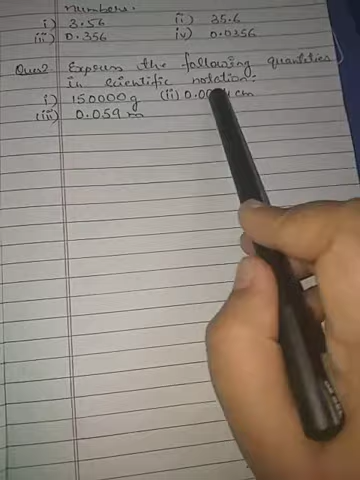 numbers.
i) 3.56 ii) 35.6
iii) 0.356 iv) 0.0356
Ques2 Express the following quantities
in scientific notation:
i) 150000g (ii) cm
(iii) 0.059 m